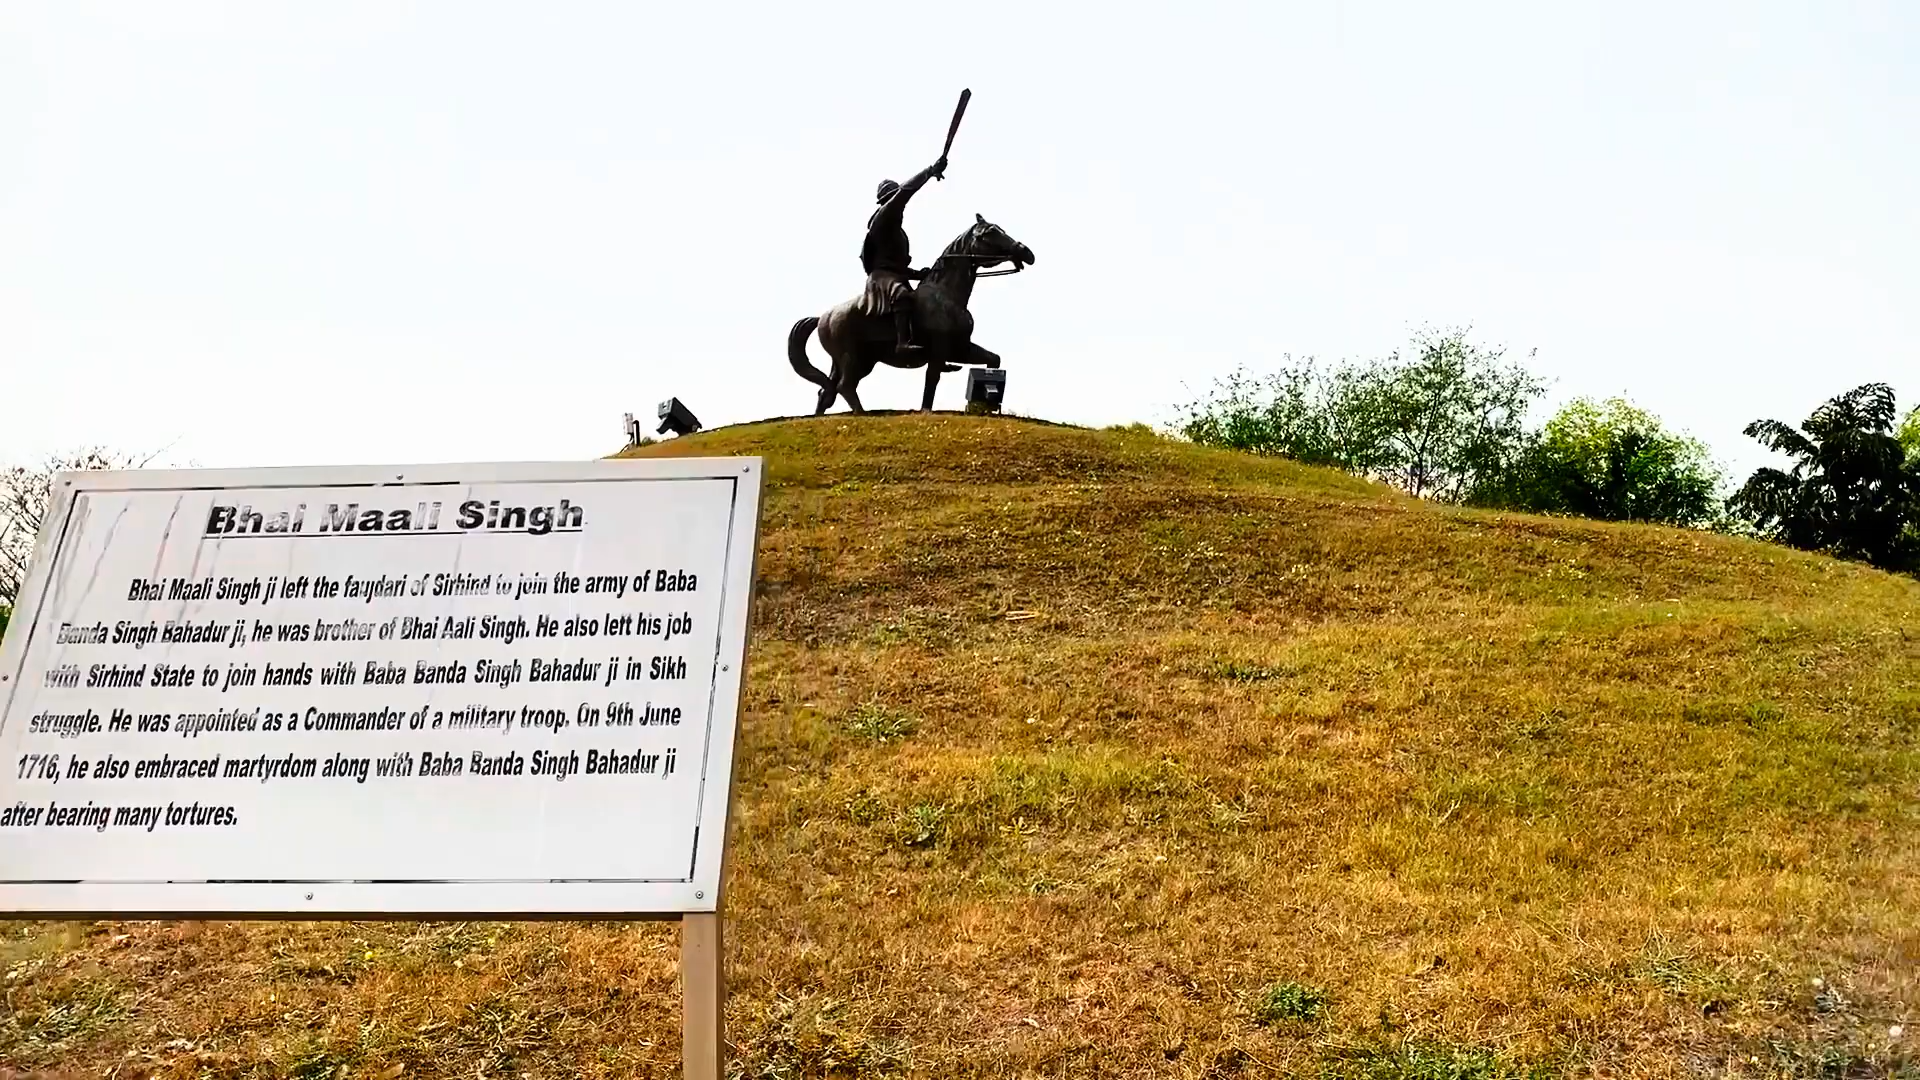 Bhai Maali Singh
Bhai Maali Singh ji left the faujdari of Sirhind to join the army of Baba
Banda Singh Bahadur ji, he was brother of Bhai Aali Singh. He also left his job
with Sirhind State to join hands with Baba Banda Singh Bahadur ji in Sikh
struggle. He was appointed as a Commander of a military troop. On 9th June
1716, he also embraced martyrdom along with Baba Banda Singh Bahadur ji
after bearing many tortures.